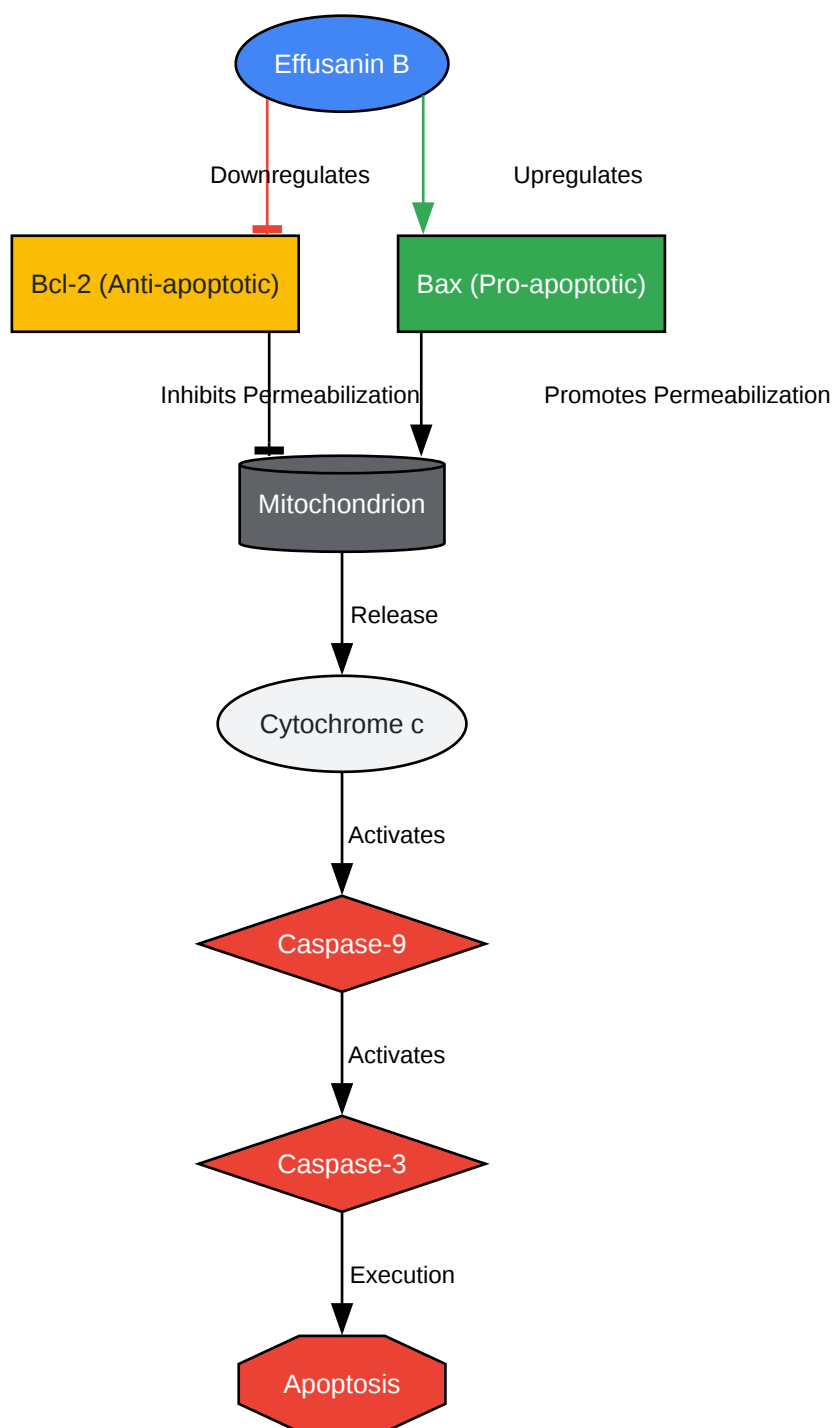 Effusanin B
Downregulates
Upregulates
Bcl-2 (Anti-apoptotic)
Bax (Pro-apoptotic)
Inhibits Permeabilization
Promotes Permeabilization
Mitochondrion
Release
Cytochrome c
Activates
Caspase-9
Activates
Caspase-3
Execution
Apoptosis